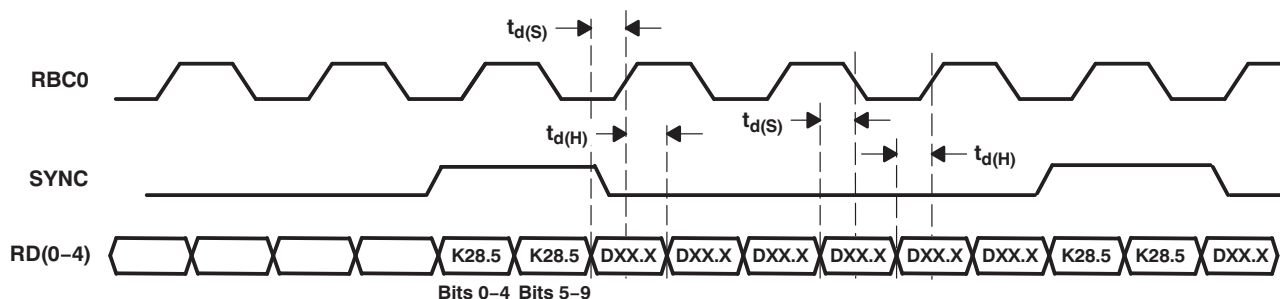 td(S)
RBC0
td(H)
td(S)
td(H)
SYNC
RD(0–4) K28.5 K28.5 DXX.X DXX.X DXX.X DXX.X DXX.X DXX.X K28.5 K28.5 DXX.X
Bits 0–4 Bits 5–9